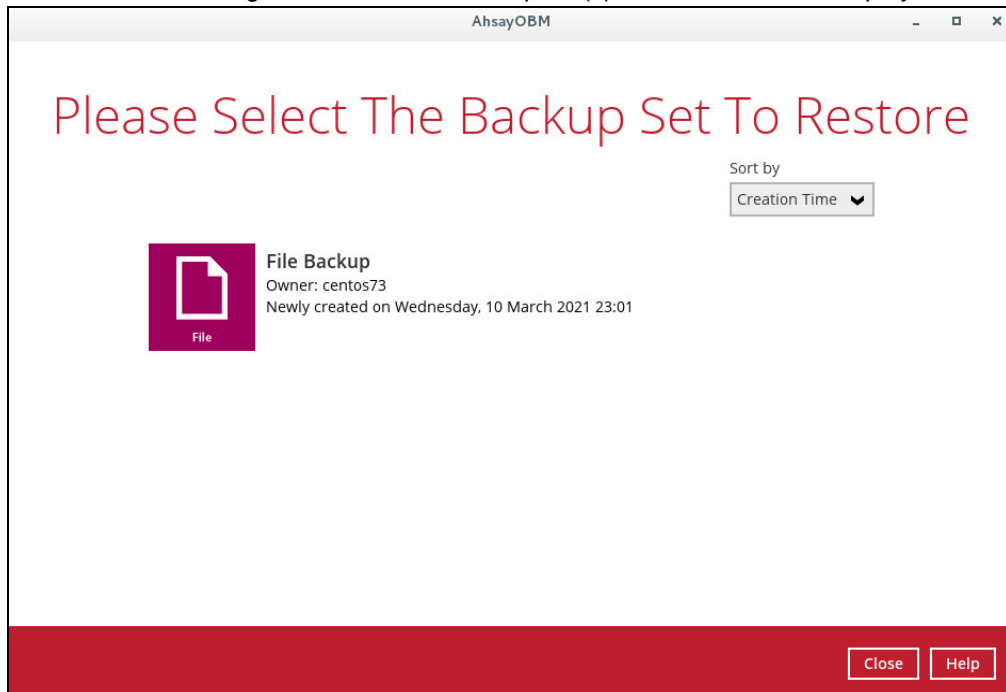 AhsayOBM
Please Select The Backup Set To Restore
Sort by
Creation Time
File Backup
Owner: centos73
Newly created on Wednesday, 10 March 2021 23:01
File
Close Help